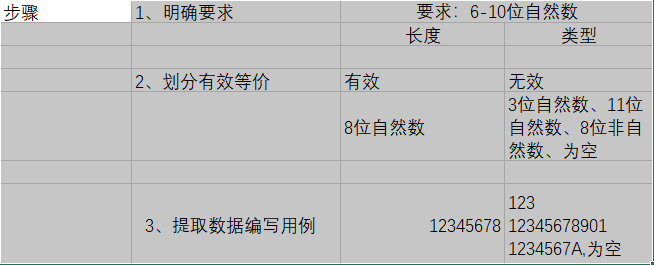 步骤 1、明确要求 要求：6-10位自然数
长度 类型
2、划分有效等价 有效 无效
8位自然数
3位自然数、11位
自然数、8位非自
然数、为空
3、提取数据编写用例 12345678
123
12345678901
1234567A,为空